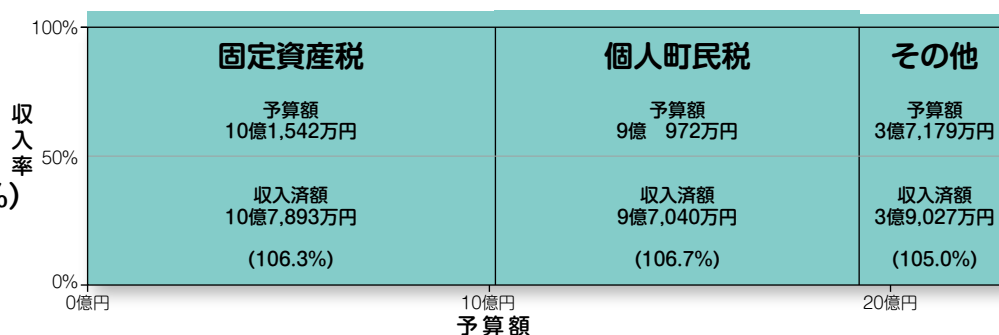 100%
50%
0%
収入率
%)
固定資産税
予算額
10億1,542万円
収入済額
10億7,893万円
(106.3%)
個人町民税
予算額
9億 972万円
収入済額
9億7,040万円
(106.7%)
その他
予算額
3億7,179万円
収入済額
3億9,027万円
(105.0%)
0億円
10億円
20億円
予算額